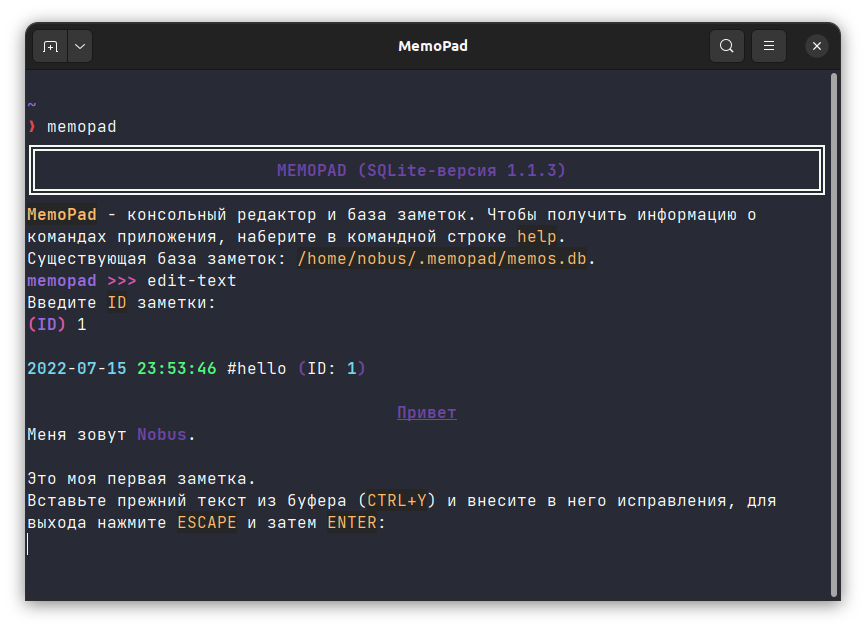 MemoPad
~
❯ memopad
MEMOPAD (SQLite-версия 1.1.3)
MemoPad - консольный редактор и база заметок. Чтобы получить информацию о
командах приложения, наберите в командной строке help.
Существующая база заметок: /home/nobus/.memopad/memos.db.
memopad >>> edit-text
Введите ID заметки:
(ID) 1
2022-07-15 23:53:46 #hello (ID: 1)
Привет
Меня зовут Nobus.
Это моя первая заметка.
Вставьте прежний текст из буфера (CTRL+Y) и внесите в него исправления, для
выхода нажмите ESCAPE и затем ENTER: